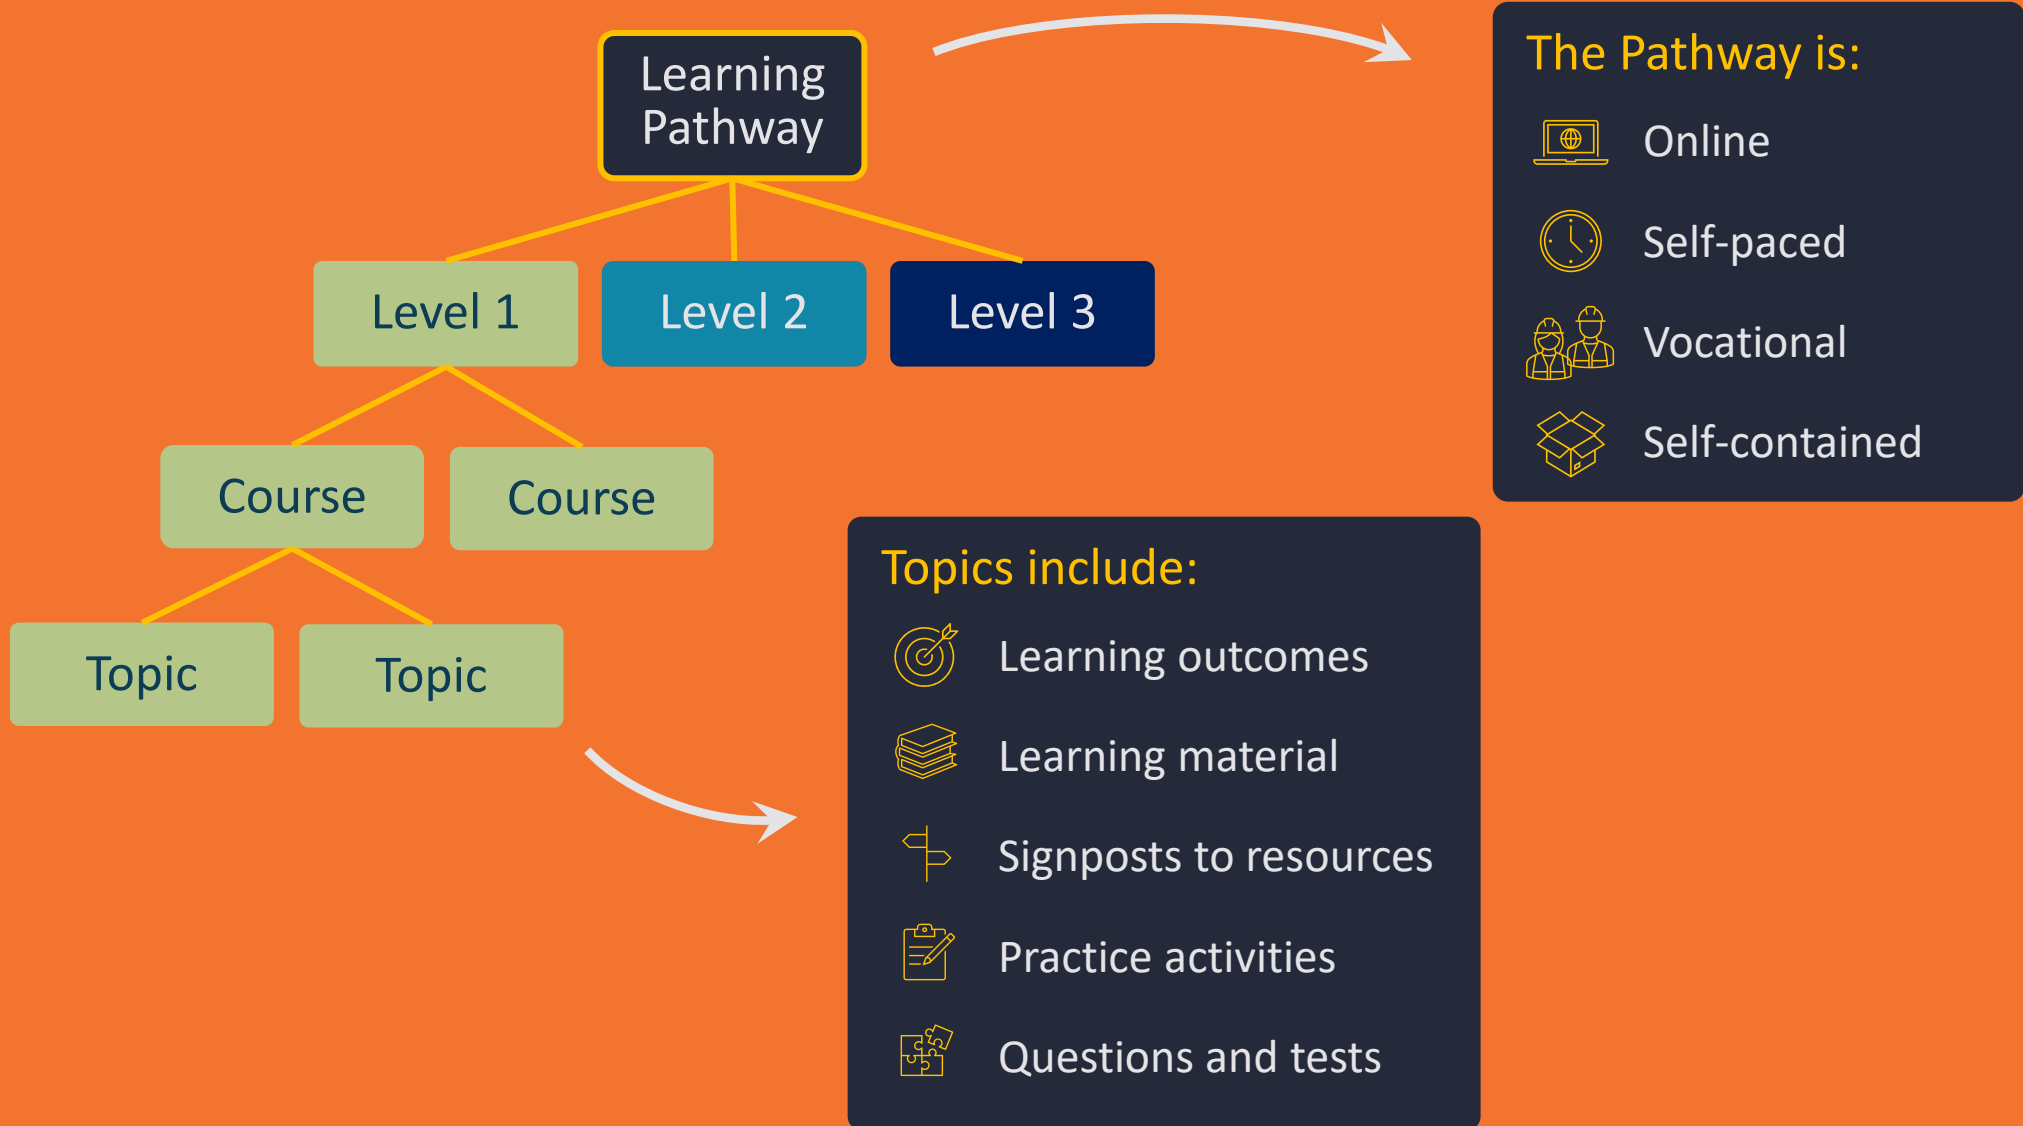 Learning
Pathway
Level 1
Level 2
Level 3
Course
Course
Topic
Topic
The Pathway is:
Online
Self-paced
Vocational
Self-contained
Topics include:
Learning outcomes
Learning material
Signposts to resources
Practice activities
Questions and tests